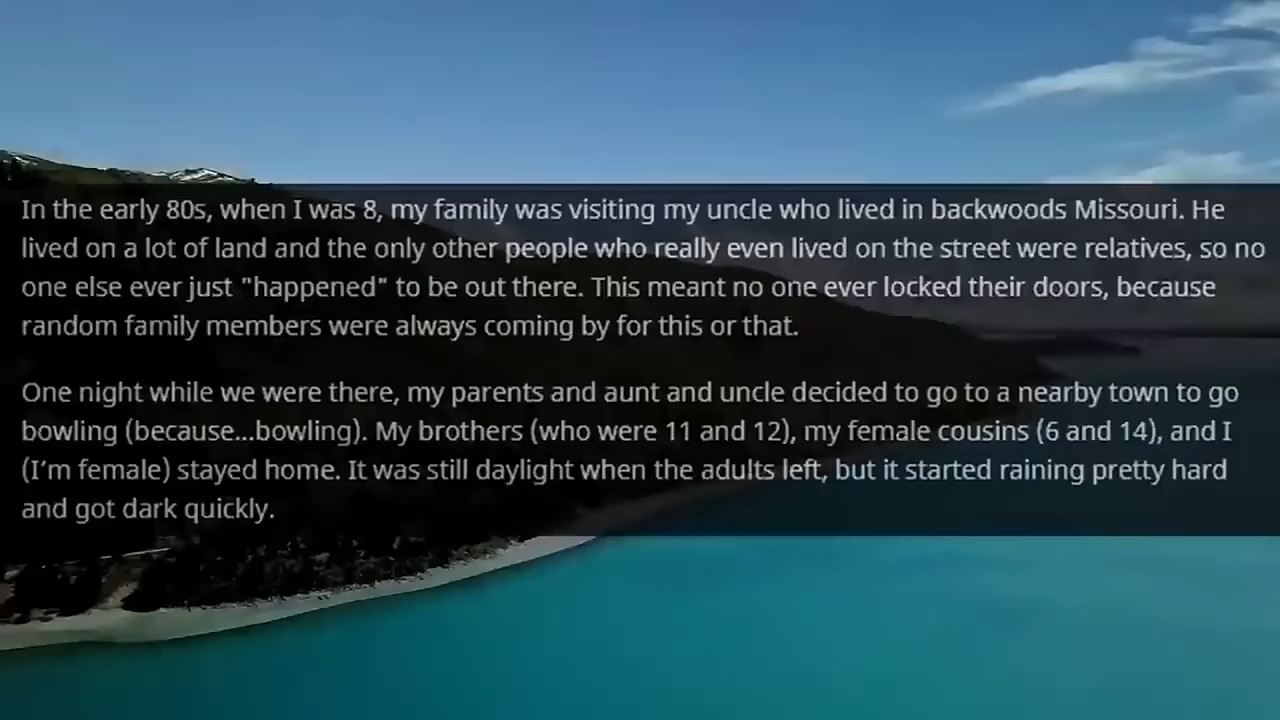 In the early 80s, when I was 8, my family was visiting my uncle who lived in backwoods Missouri. He
lived on a lot of land and the only other people who really even lived on the street were relatives, so no
one else ever just "happened" to be out there. This meant no one ever locked their doors, because
random family members were always coming by for this or that.
One night while we were there, my parents and aunt and uncle decided to go to a nearby town to go
bowling (because...bowling). My brothers (who were 11 and 12), my female cousins (6 and 14), and I
(I'm female) stayed home. It was still daylight when the adults left, but it started raining pretty hard
and got dark quickly.